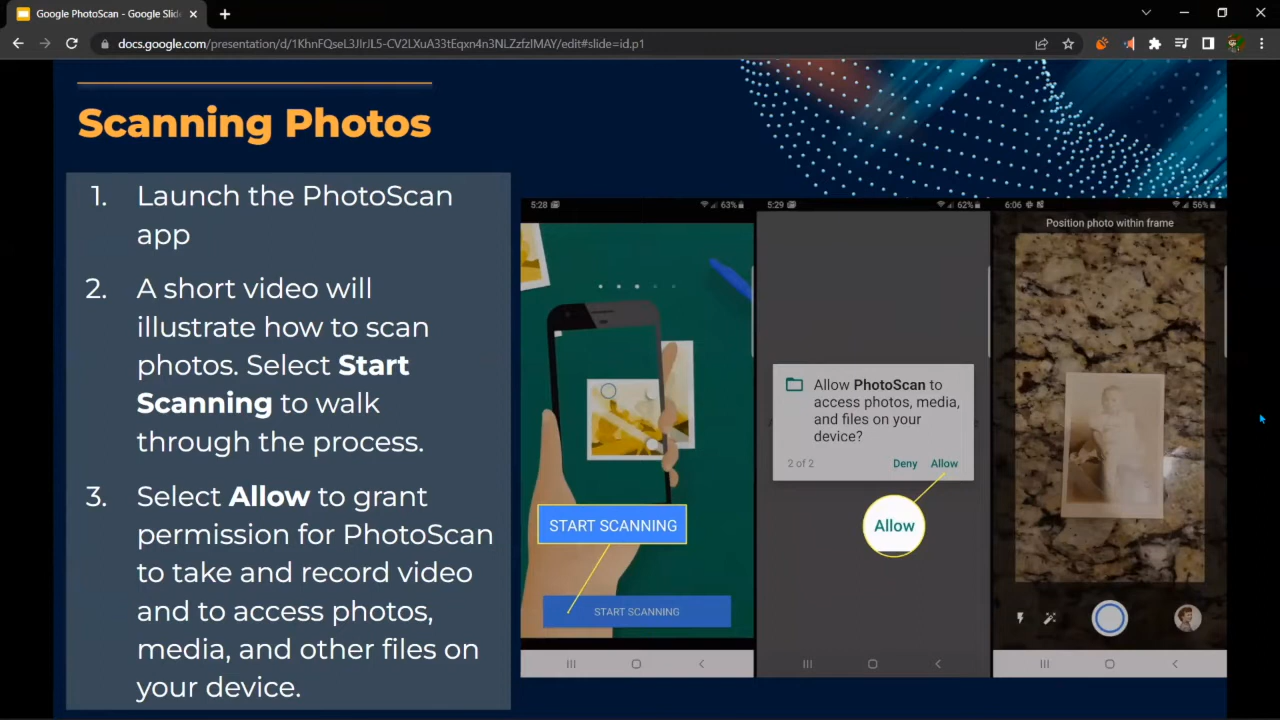 Google PhotoScan - Google Slid
docs.google.com/presentation/d/1KhnFQseL3JIrJL5-CV2LXuA33tEqxn4n3NLZzfzIMAY/edit#slide=id.p1
Scanning Photos
1. Launch the PhotoScan
app
2. A short video will
illustrate how to scan
photos. Select Start
Scanning to walk
through the process.
3. Select Allow to grant
permission for PhotoScan
to take and record video
and to access photos,
media, and other files on
your device.
5:28 63%
START SCANNING
START SCANNING
5:29 62%
Allow PhotoScan to
access photos, media,
and files on your
device?
2 of 2 Deny Allow
Allow
6:06 56%
Position photo within frame